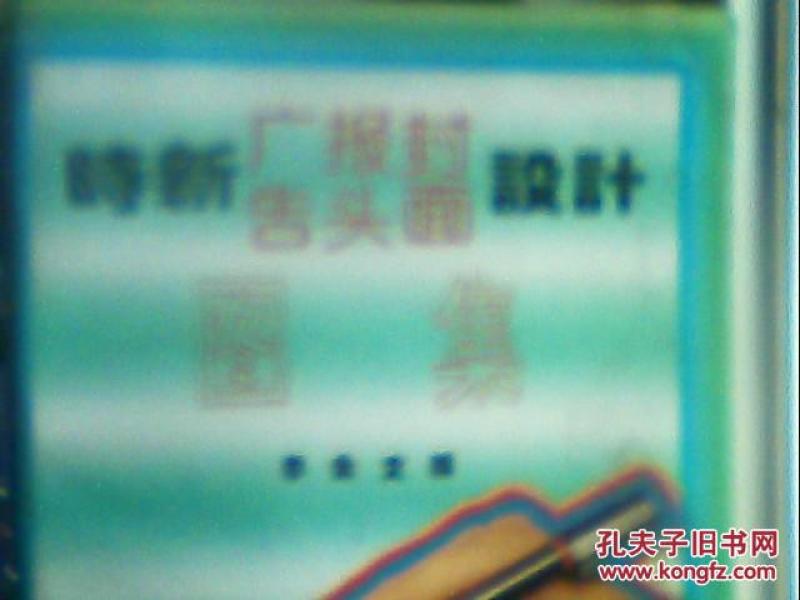 時新 广告 报头 封面 設計
圖集
孔夫子旧书网
www.kongfz.com